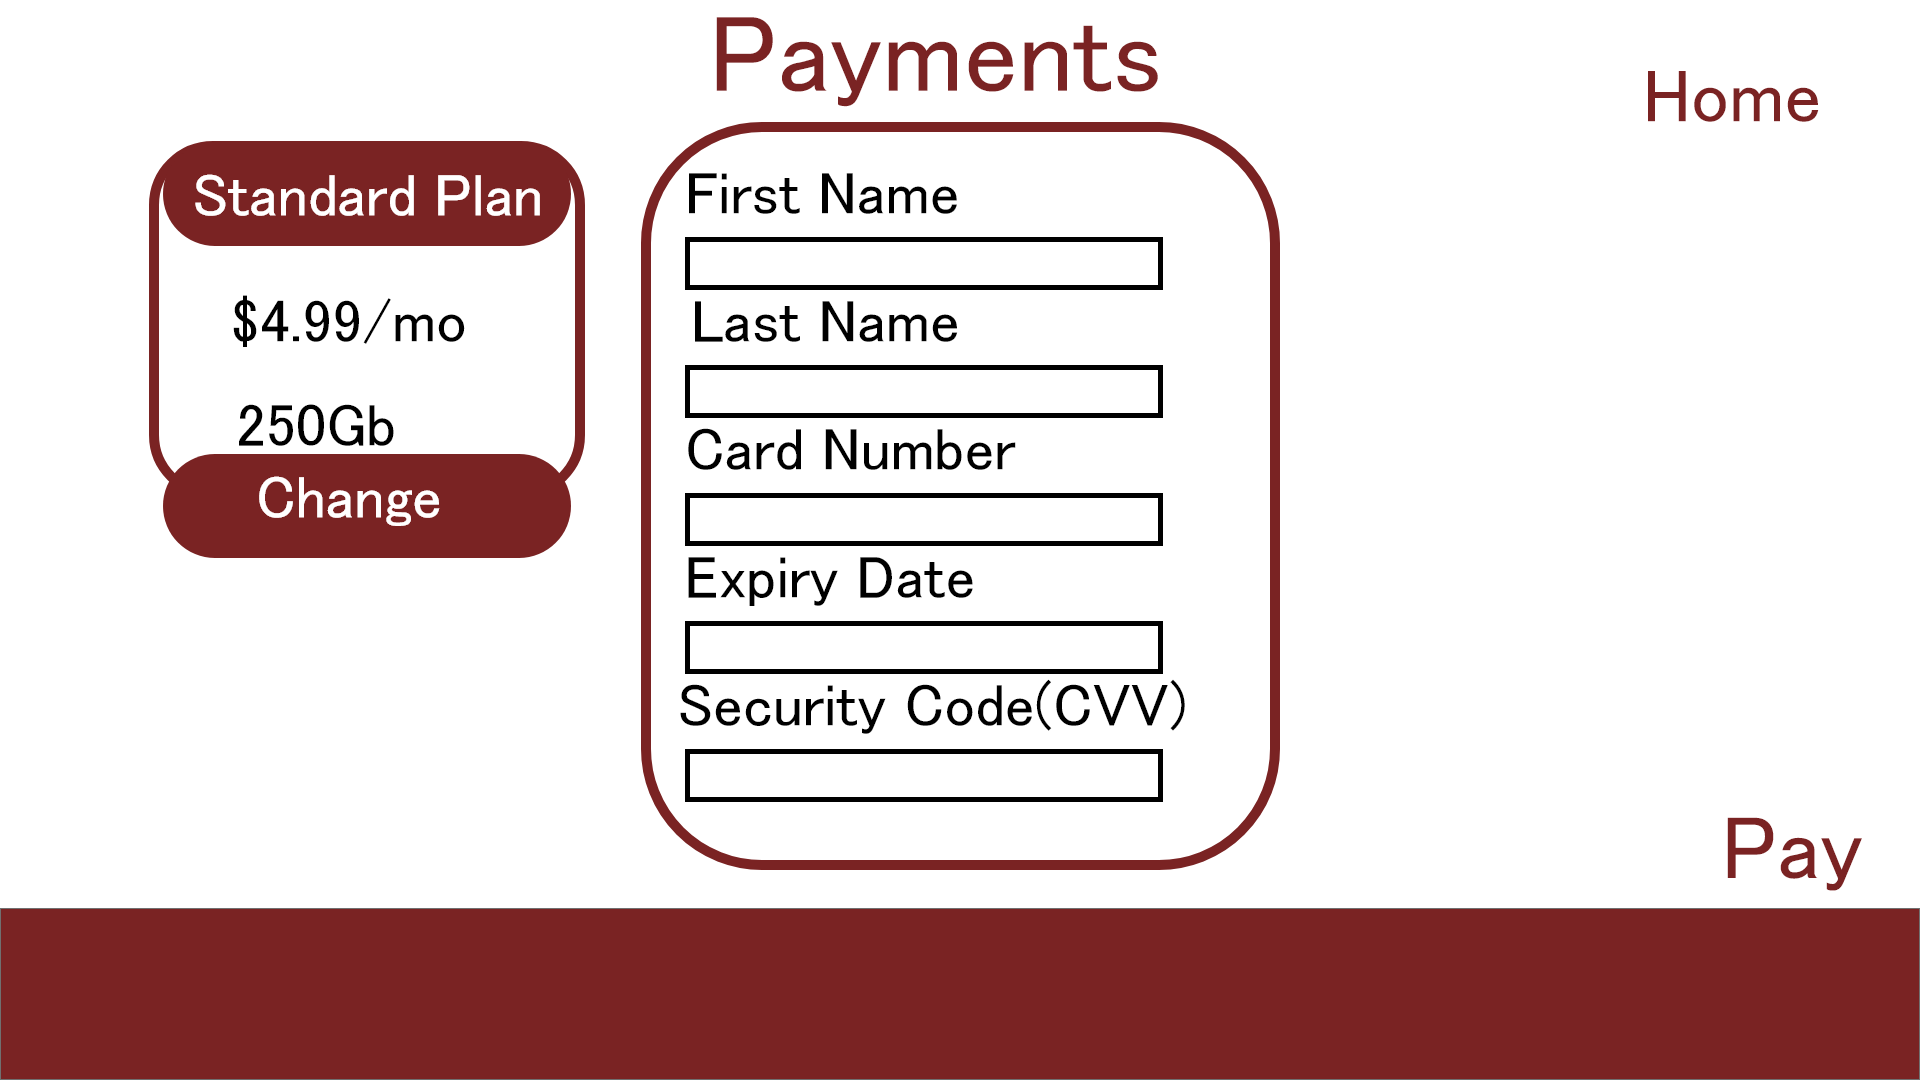 Payments
Home
Standard Plan
$4.99/mo
250Gb
Change
First Name
Last Name
Card Number
Expiry Date
Security Code(CVV)
Pay